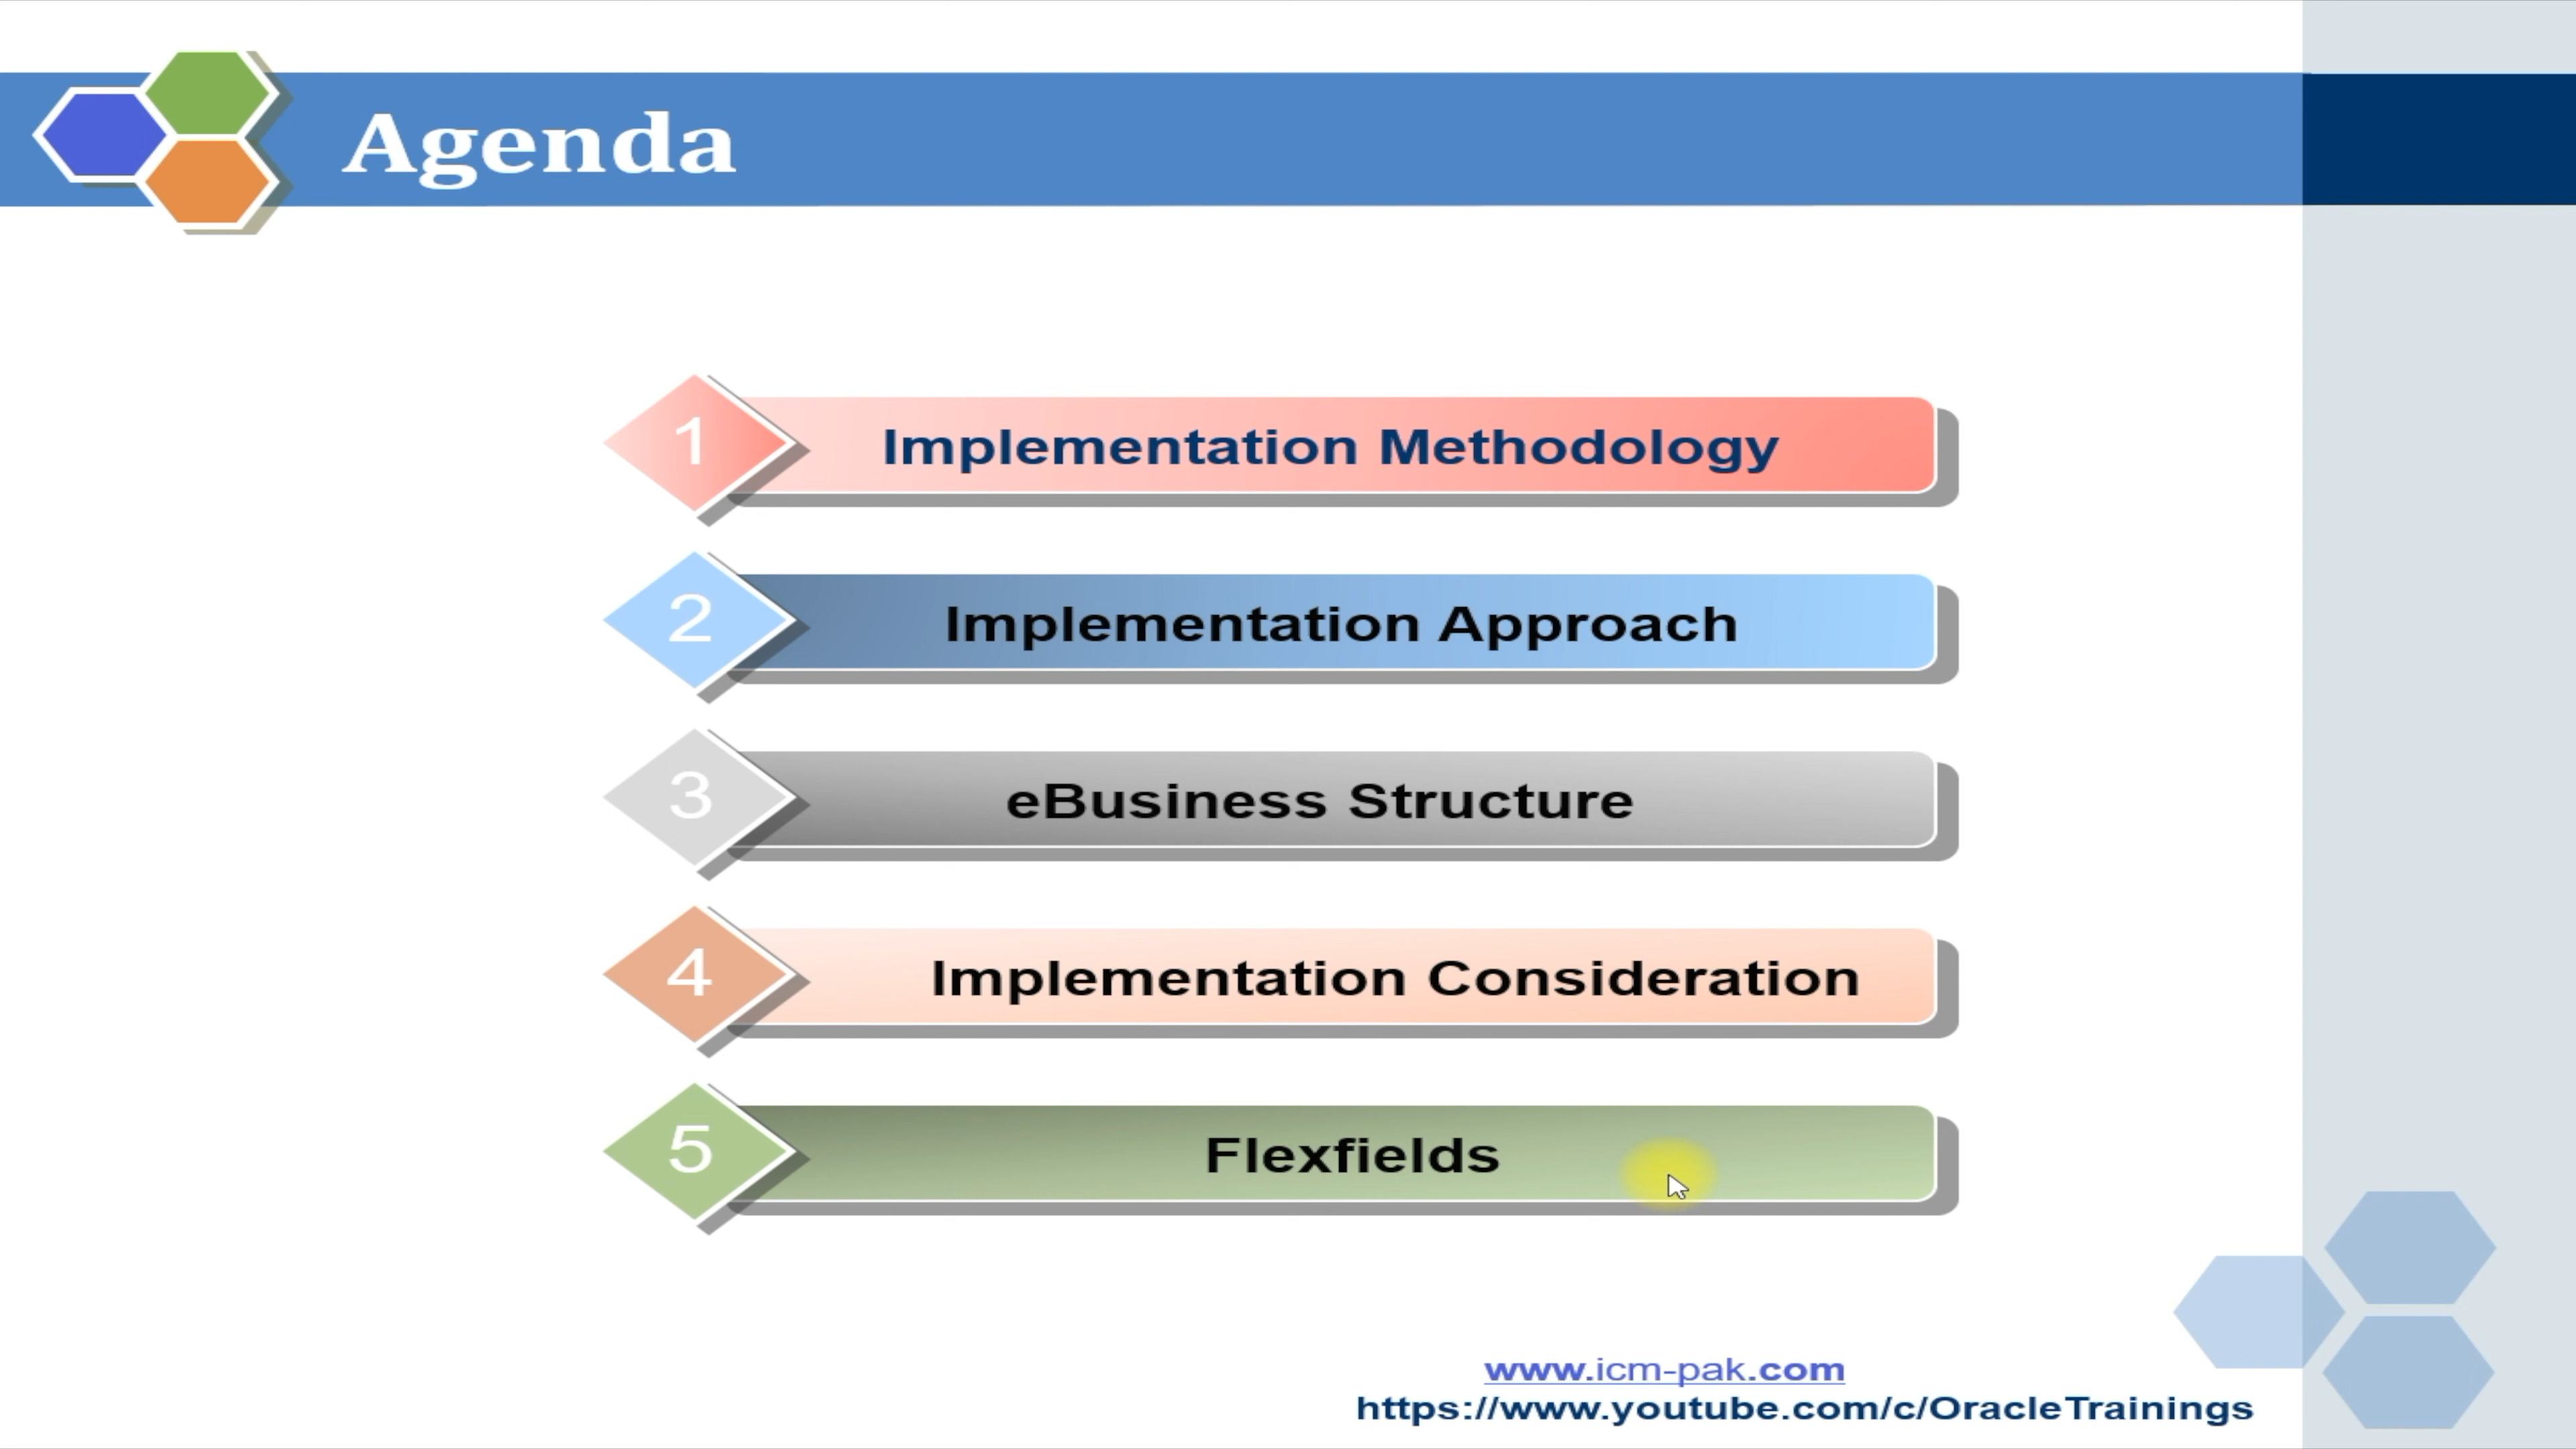 Agenda
1
Implementation Methodology
2
Implementation Approach
3
eBusiness Structure
4
Implementation Consideration
5
Flexfields
www.icm-pak.com
https://www.youtube.com/c/OracleTrainings